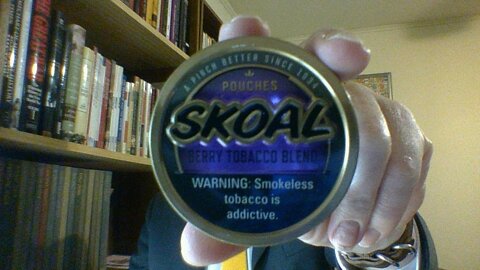 A PINCH BETTER SINCE 1934
POUCHES
SKOAL
BERRY TOBACCO BLEND
WARNING: Smokeless
tobacco is
addictive.